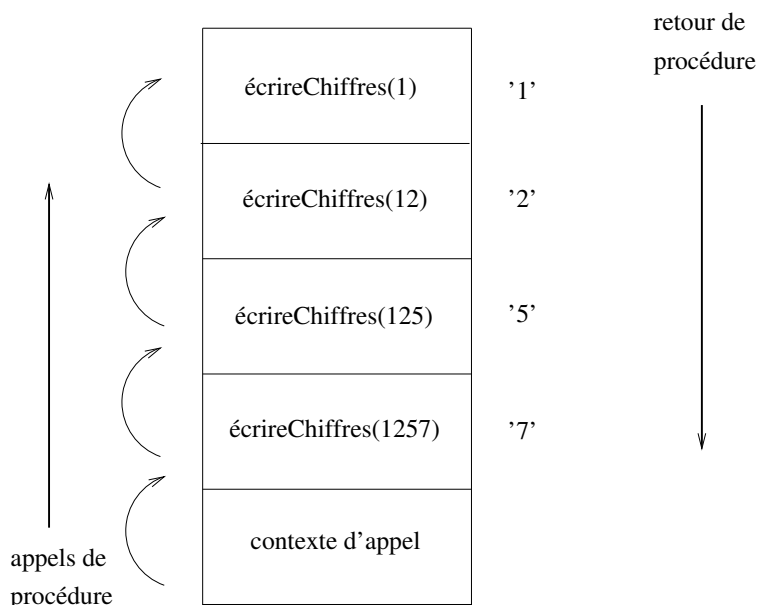 retour de
procédure
écrireChiffres(1)
’1’
écrireChiffres(12)
’2’
écrireChiffres(125)
’5’
écrireChiffres(1257)
’7’
contexte d’appel
appels de
procédure